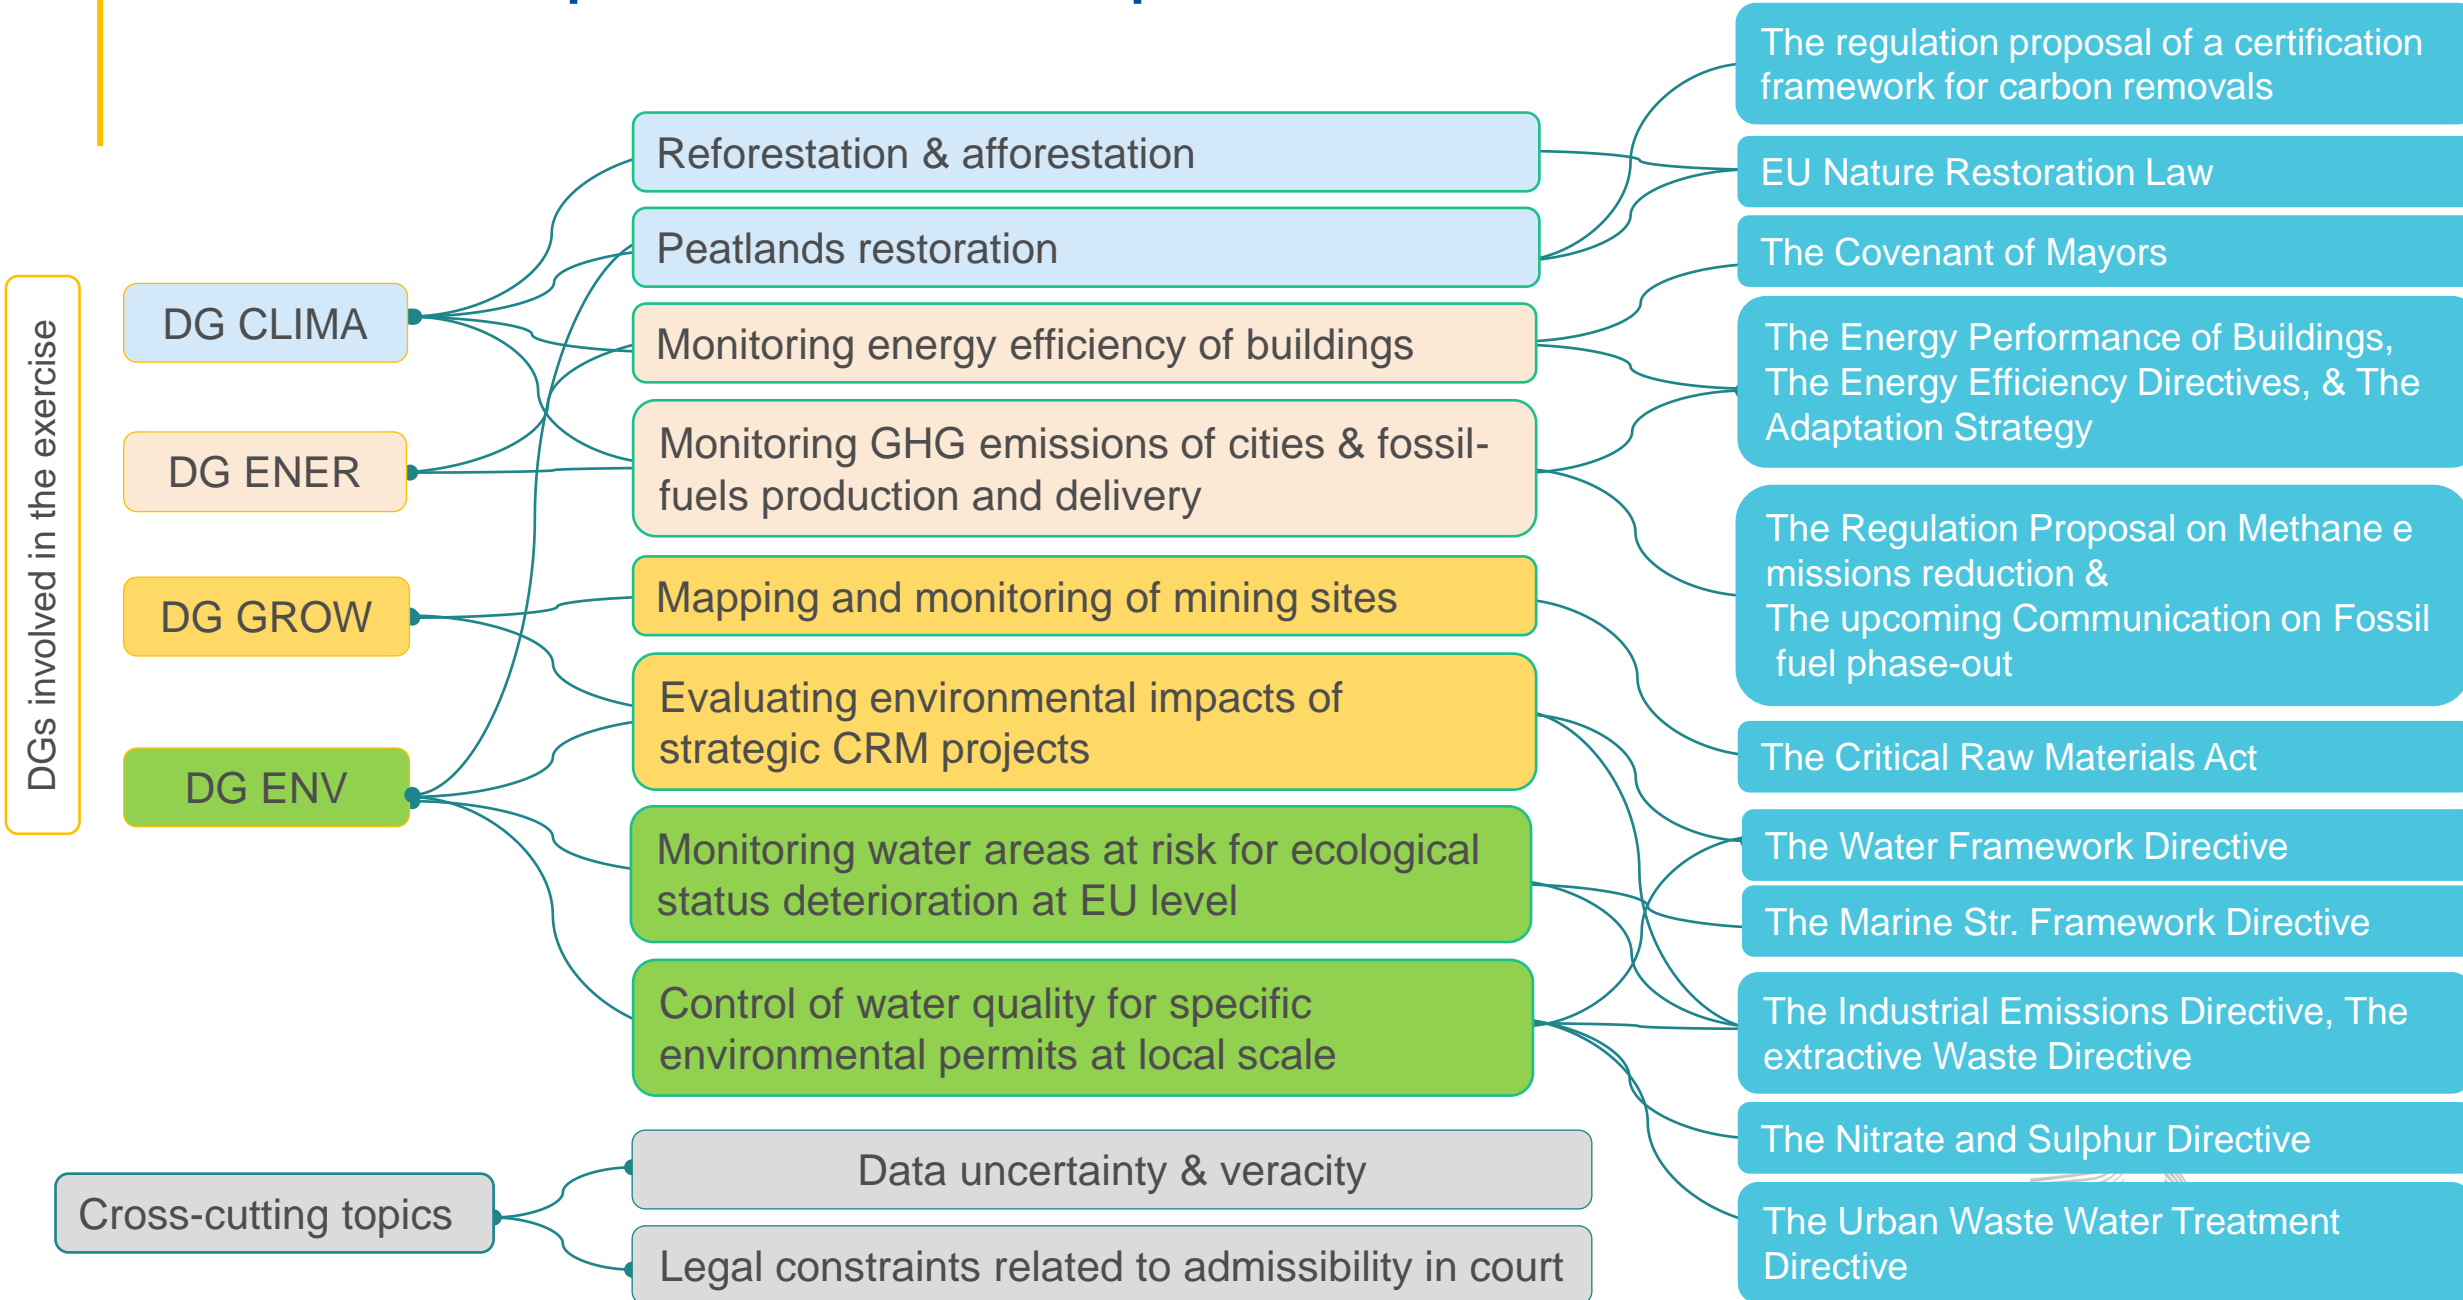 DGs involved in the exercise
DG CLIMA
DG ENER
DG GROW
DG ENV
Cross-cutting topics
Reforestation & afforestation
Peatlands restoration
Monitoring energy efficiency of buildings
Monitoring GHG emissions of cities & fossil-
fuels production and delivery
Mapping and monitoring of mining sites
Evaluating environmental impacts of
strategic CRM projects
Monitoring water areas at risk for ecological
status deterioration at EU level
Control of water quality for specific
environmental permits at local scale
Data uncertainty & veracity
Legal constraints related to admissibility in court
The regulation proposal of a certification
framework for carbon removals
EU Nature Restoration Law
The Covenant of Mayors
The Energy Performance of Buildings,
The Energy Efficiency Directives, & The
Adaptation Strategy
The Regulation Proposal on Methane e
missions reduction &
The upcoming Communication on Fossil
fuel phase-out
The Critical Raw Materials Act
The Water Framework Directive
The Marine Str. Framework Directive
The Industrial Emissions Directive, The
extractive Waste Directive
The Nitrate and Sulphur Directive
The Urban Waste Water Treatment
Directive